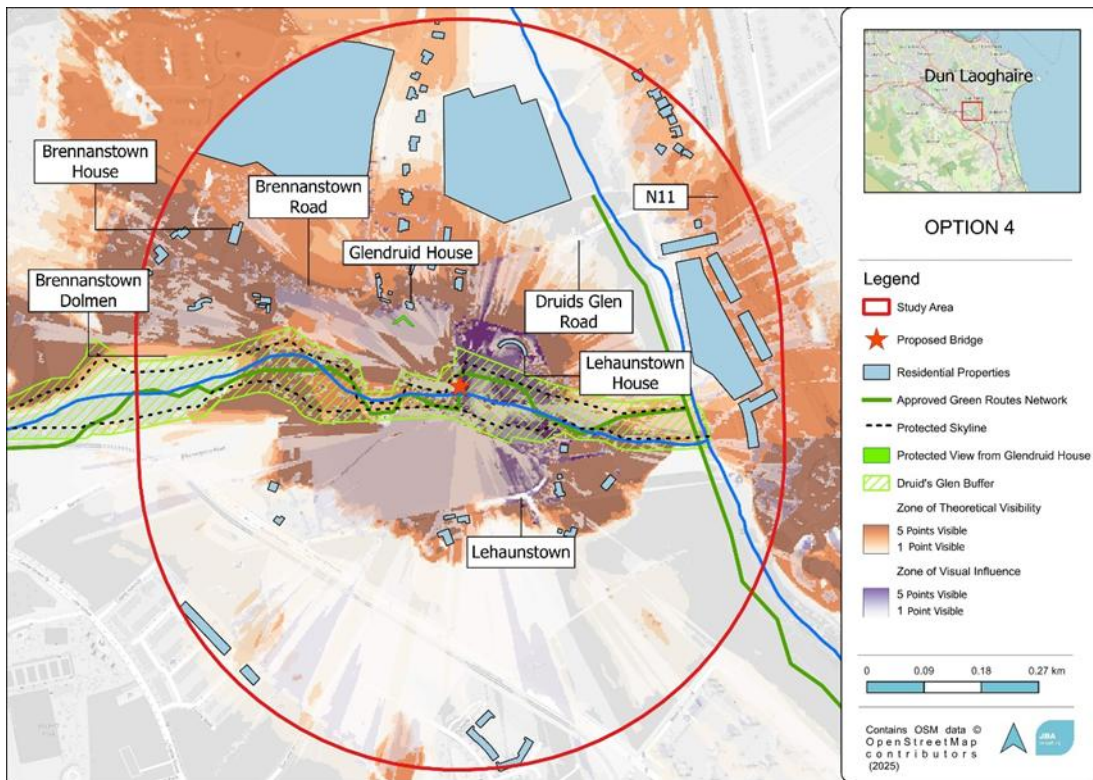 Brennanstown
House
Brennanstown
Road
N11
Glendruid House
Brennanstown
Dolmen
Druids Glen
Road
Lehaunstown
House
Lehaunstown
Dun Laoghaire
OPTION 4
Legend
Study Area
Proposed Bridge
Residential Properties
Approved Green Routes Network
Protected Skyline
Protected View from Glendruid House
Druid's Glen Buffer
Zone of Theoretical Visibility
5 Points Visible
1 Point Visible
Zone of Visual Influence
5 Points Visible
1 Point Visible
0 0.09 0.18 0.27 km
Contains OSM data ©
OpenStreetMap
contributors
(2025)
JBA